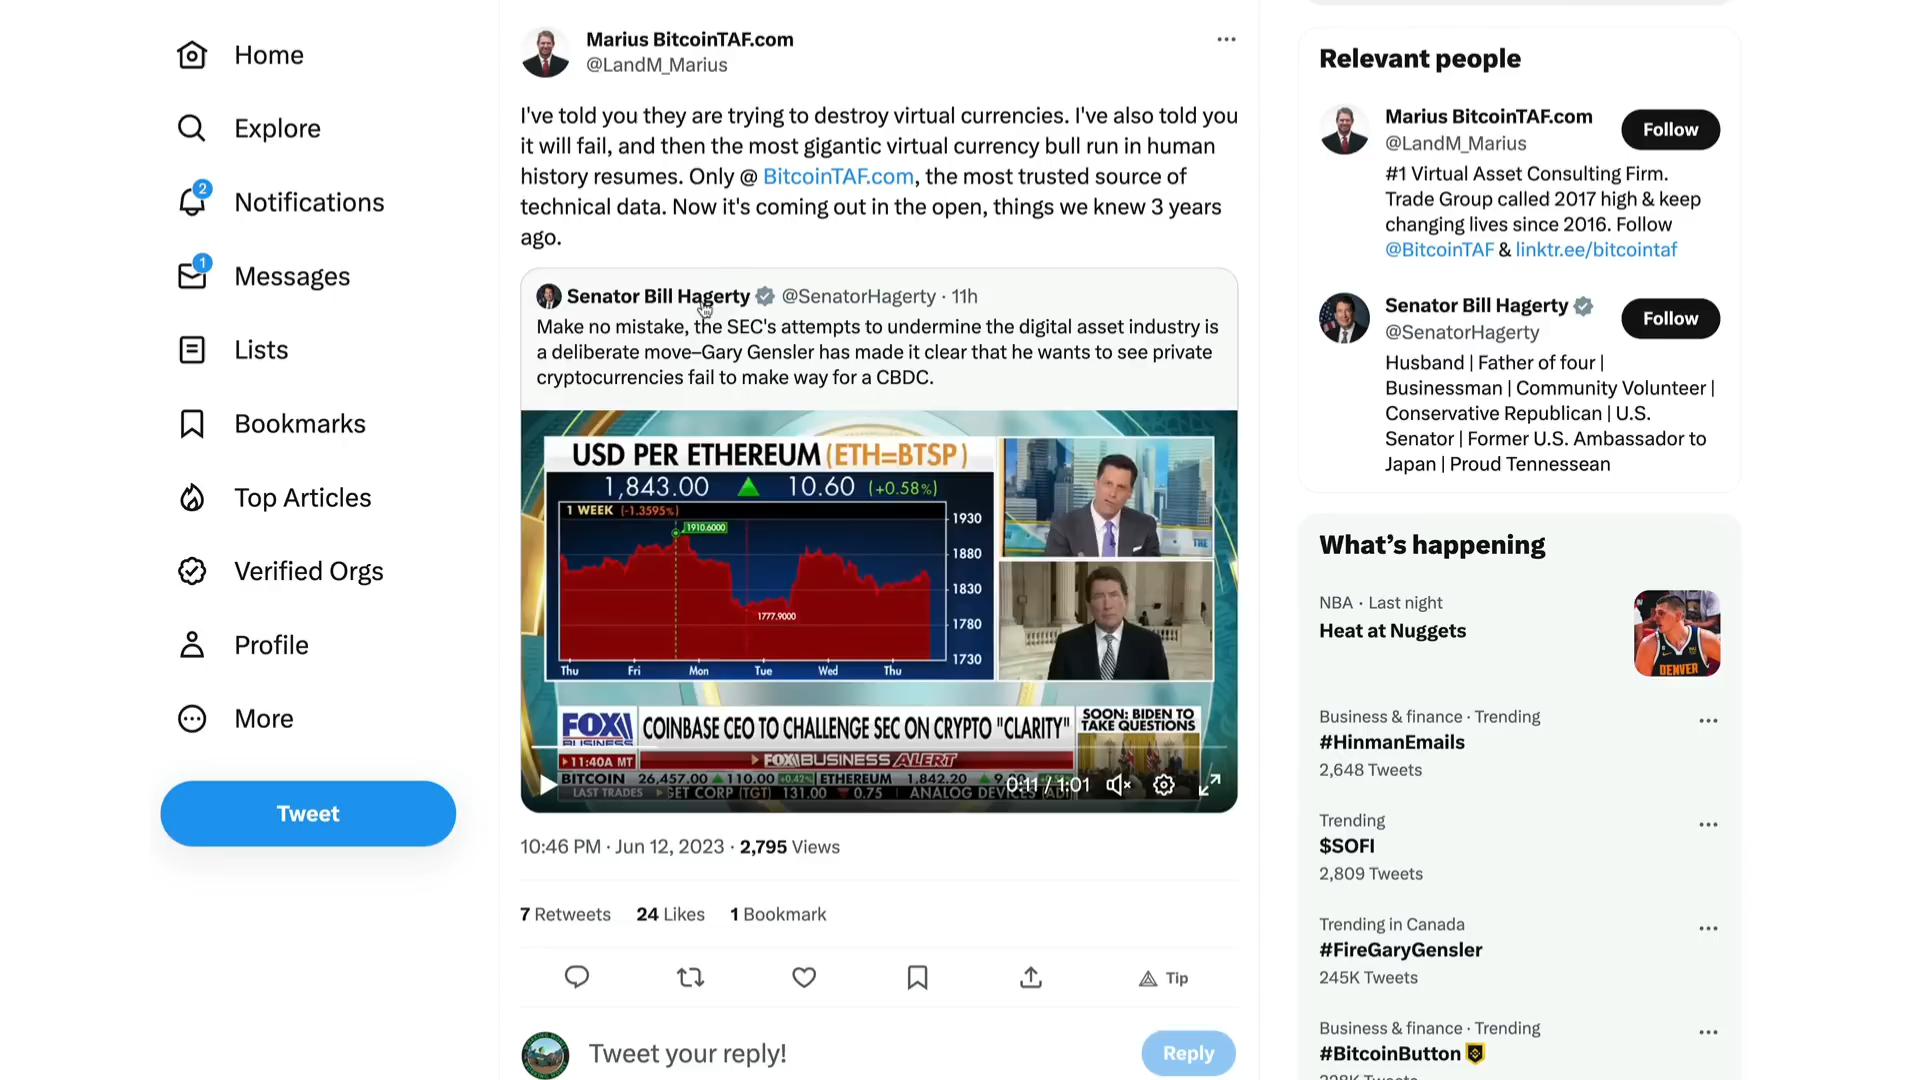 Home
Explore
2
Notifications
1
Messages
Lists
Bookmarks
Top Articles
Verified Orgs
Profile
More
Tweet
Marius BitcoinTAF.com
@LandM_Marius
I've told you they are trying to destroy virtual currencies. I've also told you
it will fail, and then the most gigantic virtual currency bull run in human
history resumes. Only @ BitcoinTAF.com, the most trusted source of
technical data. Now it's coming out in the open, things we knew 3 years
ago.
Senator Bill Hagerty @SenatorHagerty · 11h
Make no mistake, the SEC's attempts to undermine the digital asset industry is
a deliberate move–Gary Gensler has made it clear that he wants to see private
cryptocurrencies fail to make way for a CBDC.
USD PER ETHEREUM (ETH=BTSP)
1,843.00 10.60 (+0.58%)
1 WEEK (-1.3595%)
1910.6000
1777.9000
1930
1880
1830
1780
1730
Thu Fri Mon Tue Wed Thu
THE
FOX
BUSINESS
COINBASE CEO TO CHALLENGE SEC ON CRYPTO "CLARITY"
SOON: BIDEN TO
TAKE QUESTIONS
11:40A MT
FOX BUSINESS ALERT
BITCOIN 26,457.00 110.00 +0.42% ETHEREUM 1,842.20
LAST TRADES GET CORP (TGT) 131.00 0.75 ANALOG DEVICES
0:11 / 1:01
10:46 PM · Jun 12, 2023 · 2,795 Views
7 Retweets 24 Likes 1 Bookmark
Tip
Tweet your reply!
Reply
Relevant people
Marius BitcoinTAF.com
@LandM_Marius
Follow
#1 Virtual Asset Consulting Firm.
Trade Group called 2017 high & keep
changing lives since 2016. Follow
@BitcoinTAF & linktr.ee/bitcointaf
Senator Bill Hagerty
@SenatorHagerty
Follow
Husband | Father of four |
Businessman | Community Volunteer |
Conservative Republican | U.S.
Senator | Former U.S. Ambassador to
Japan | Proud Tennessean
What's happening
NBA · Last night
Heat at Nuggets
DENVER
Business & finance · Trending
#HinmanEmails
2,648 Tweets
Trending
$SOFI
2,809 Tweets
Trending in Canada
#FireGaryGensler
245K Tweets
Business & finance · Trending
#BitcoinButton